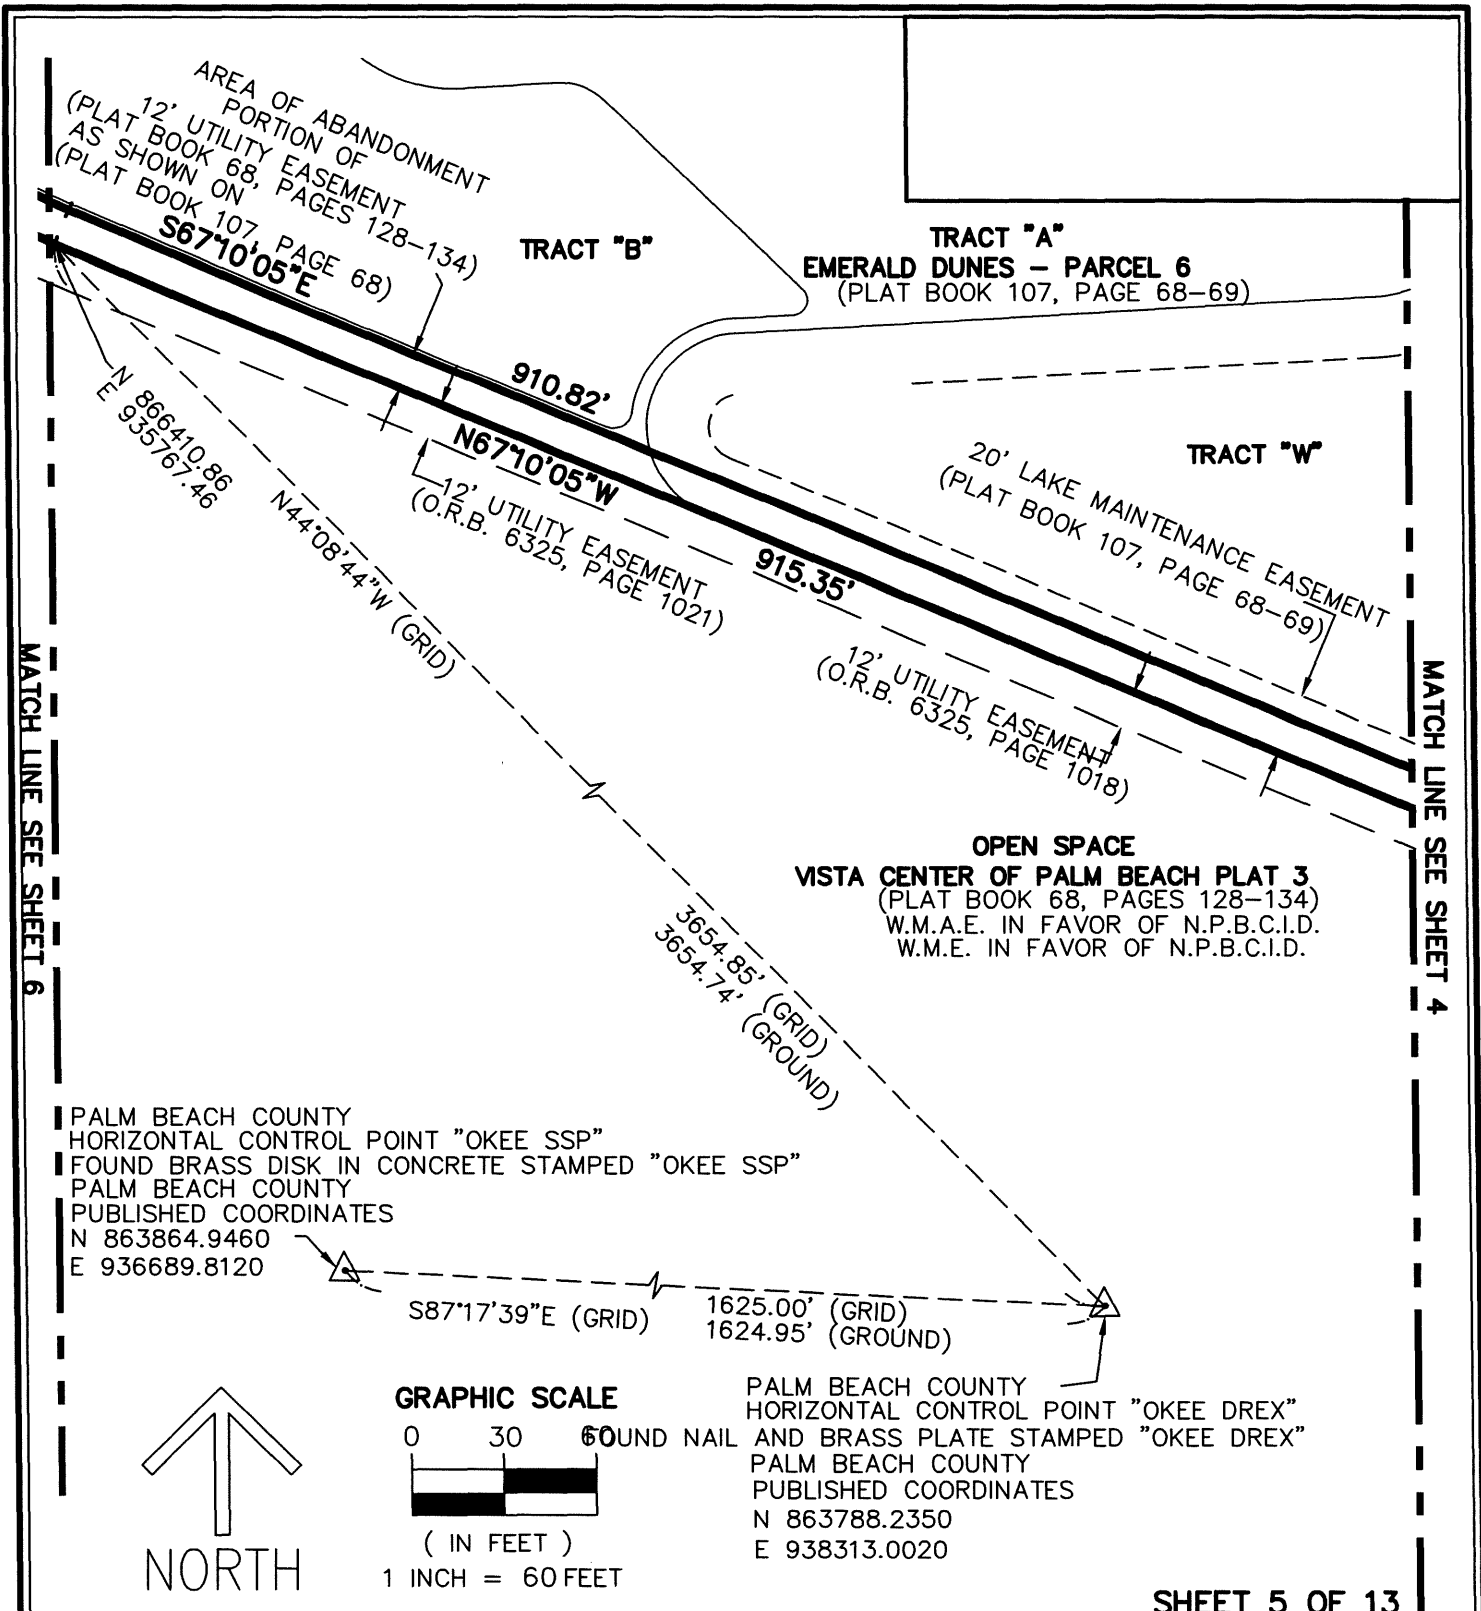 AREA OF ABANDONMENT
PORTION OF
12' UTILITY EASEMENT
(PLAT BOOK 68, PAGES 128-134)
AS SHOWN ON
(PLAT BOOK 107, PAGE 68)
S67°10'05"E
TRACT "B"
TRACT "A"
EMERALD DUNES - PARCEL 6
(PLAT BOOK 107, PAGE 68-69)
910.82'
N67°10'05"W
N 866410.86
E 935767.46
TRACT "W"
20' LAKE MAINTENANCE EASEMENT
(PLAT BOOK 107, PAGE 68-69)
12' UTILITY EASEMENT
(O.R.B. 6325, PAGE 1021)
915.35'
N44°08'44"W (GRID)
12' UTILITY EASEMENT
(O.R.B. 6325, PAGE 1018)
MATCH LINE SEE SHEET 6
MATCH LINE SEE SHEET 4
OPEN SPACE
VISTA CENTER OF PALM BEACH PLAT 3
(PLAT BOOK 68, PAGES 128-134)
W.M.A.E. IN FAVOR OF N.P.B.C.I.D.
W.M.E. IN FAVOR OF N.P.B.C.I.D.
3654.85' (GRID)
3654.74' (GROUND)
PALM BEACH COUNTY
HORIZONTAL CONTROL POINT "OKEE SSP"
FOUND BRASS DISK IN CONCRETE STAMPED "OKEE SSP"
PALM BEACH COUNTY
PUBLISHED COORDINATES
N 863864.9460
E 936689.8120
S87°17'39"E (GRID)
1625.00' (GRID)
1624.95' (GROUND)
PALM BEACH COUNTY
HORIZONTAL CONTROL POINT "OKEE DREX"
FOUND NAIL AND BRASS PLATE STAMPED "OKEE DREX"
PALM BEACH COUNTY
PUBLISHED COORDINATES
N 863788.2350
E 938313.0020
GRAPHIC SCALE
0 30 60
( IN FEET )
1 INCH = 60 FEET
NORTH
SHEET 5 OF 13